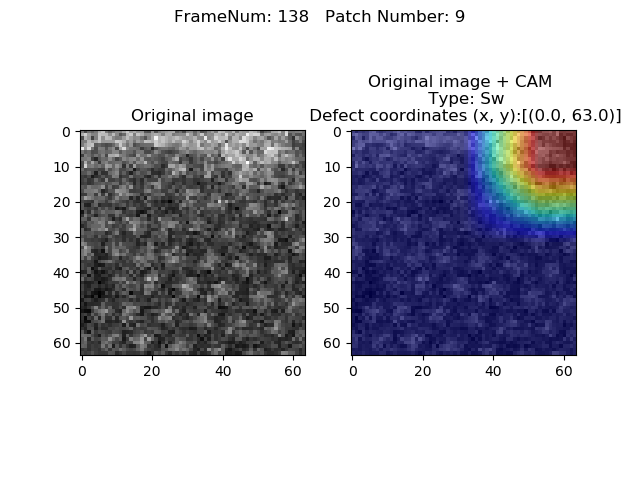 FrameNum: 138   Patch Number: 9
Original image
0
10
20
30
40
50
60
0 20 40 60
Original image + CAM
Type: Sw
Defect coordinates (x, y):[(0.0, 63.0)]
0
10
20
30
40
50
60
0 20 40 60